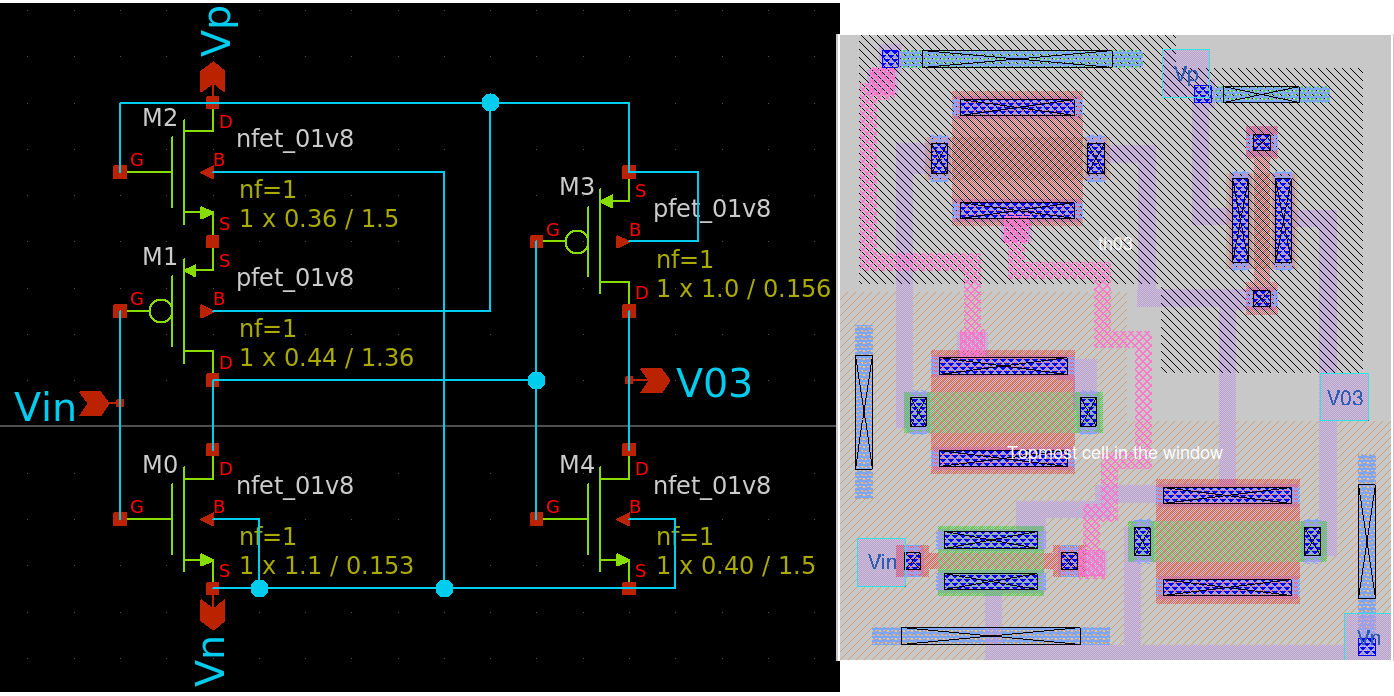 Vp
M2
D
nfet_01v8
G
B
nf=1
1 x 0.36 / 1.5
S
M1
S
pfet_01v8
G
B
nf=1
1 x 0.44 / 1.36
D
Vin
M0
D
nfet_01v8
G
B
nf=1
1 x 1.1 / 0.153
S
Vn
M3
S
pfet_01v8
G
B
nf=1
1 x 1.0 / 0.156
D
V03
M4
D
nfet_01v8
G
B
nf=1
1 x 0.40 / 1.5
S
Vp
th03
V03
Topmost cell in the window
Vin
Vn